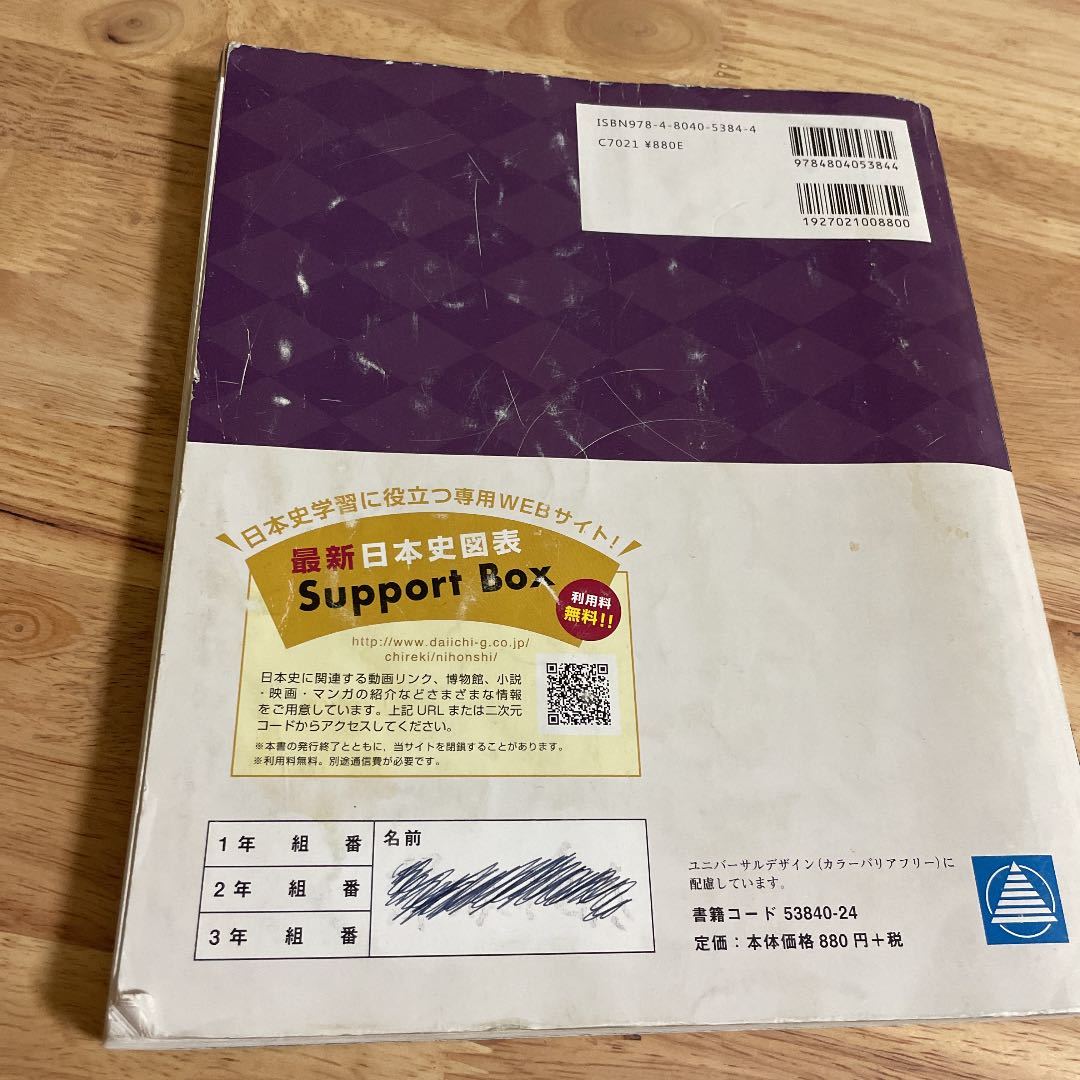 ISBN978-4-8040-5384-4
C7021 ¥880E
9784804053844
1927021008800
日本史学習に役立つ専用WEBサイト!
最新日本史図表
Support Box
利用料
無料!!
http://www.daiichi-g.co.jp/
chireki/nihonshi/
日本史に関連する動画リンク、博物館、小説
・映画・マンガの紹介などさまざまな情報
をご用意しています。上記URLまたは二次元
コードからアクセスしてください。
※本書の発行終了とともに、当サイトを閉鎖することがあります。
※利用料無料。別途通信費が必要です。
1年 組 番
2年 組 番
3年 組 番
名前
ユニバーサルデザイン(カラーバリアフリー)に
配慮しています。
書籍コード 53840-24
定価:本体価格880円+税